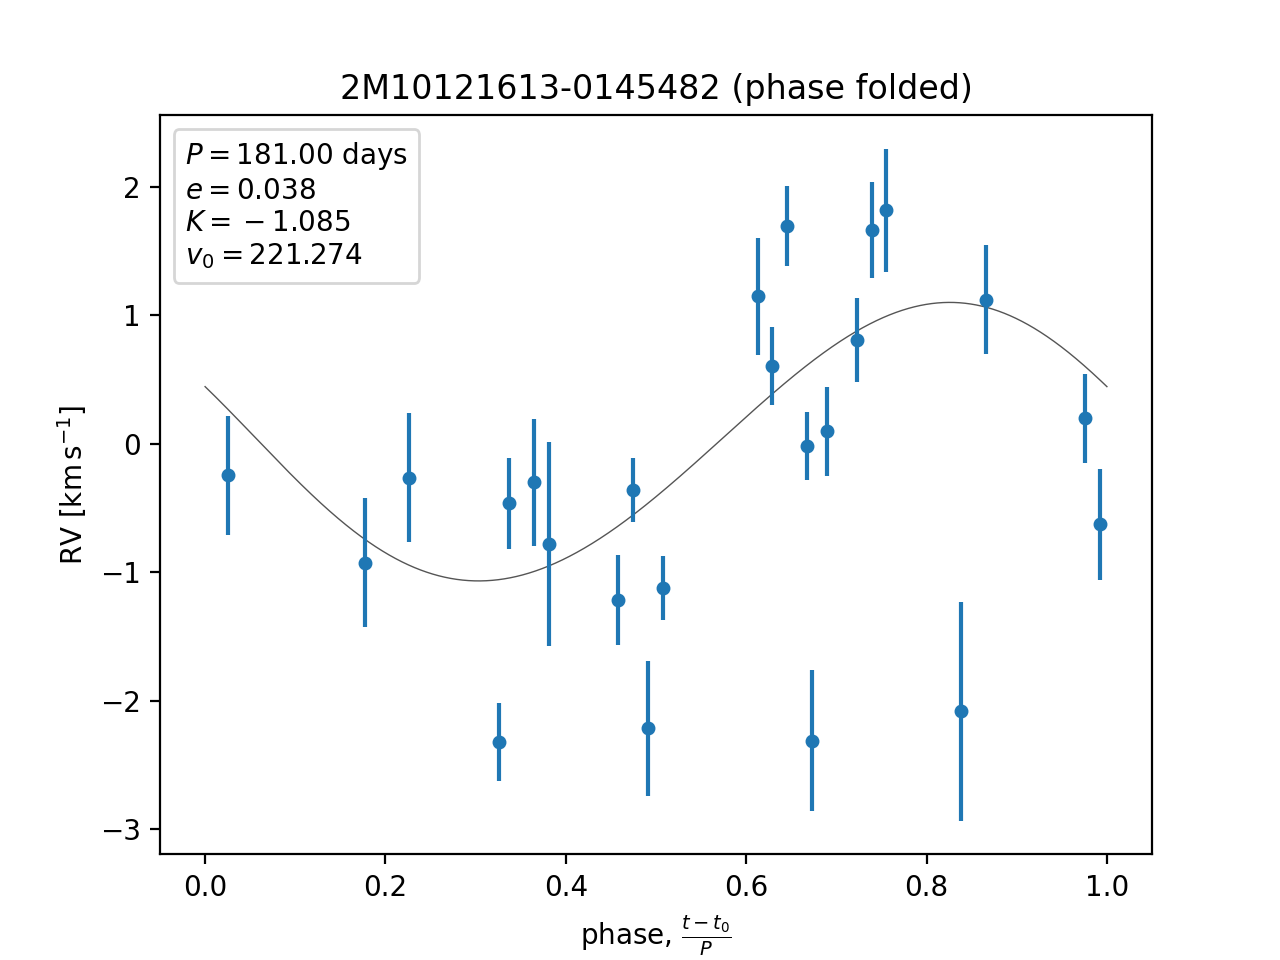 2M10121613-0145482 (phase folded)
P = 181.00 days
e = 0.038
K = −1.085
v₀ = 221.274
RV [km s⁻¹]
2
1
0
−1
−2
−3
0.0 0.2 0.4 0.6 0.8 1.0
phase, (t − t₀)/P